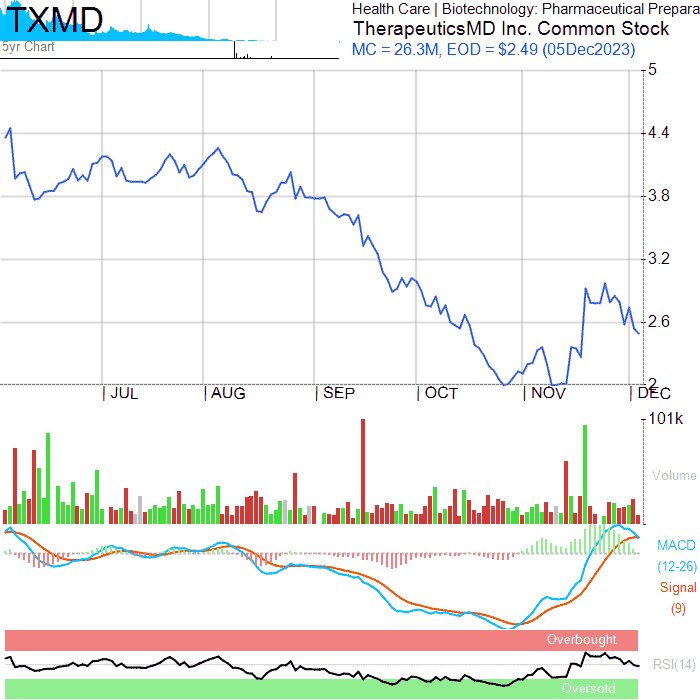 TXMD
5yr Chart
Health Care | Biotechnology: Pharmaceutical Prepara
TherapeuticsMD Inc. Common Stock
MC = 26.3M, EOD = $2.49 (05Dec2023)
5
4.4
3.8
3.2
2.6
2
JUL
AUG
SEP
OCT
NOV
DEC
101k
Volume
MACD
(12-26)
Signal
(9)
Overbought
RSI(14)
Oversold